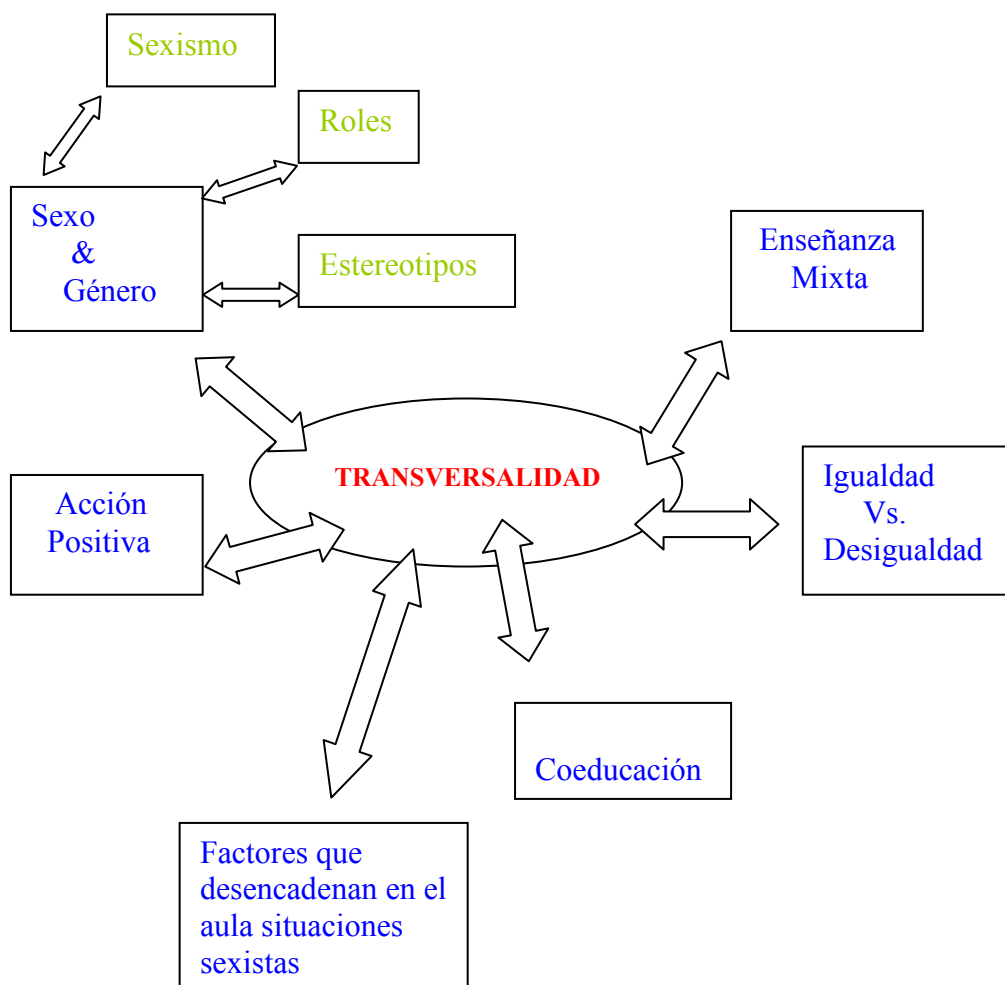 Sexismo
Roles
Sexo
&
Género
Estereotipos
Enseñanza
Mixta
TRANSVERSALIDAD
Acción
Positiva
Igualdad
Vs.
Desigualdad
Coeducación
Factores que
desencadenan en el
aula situaciones
sexistas